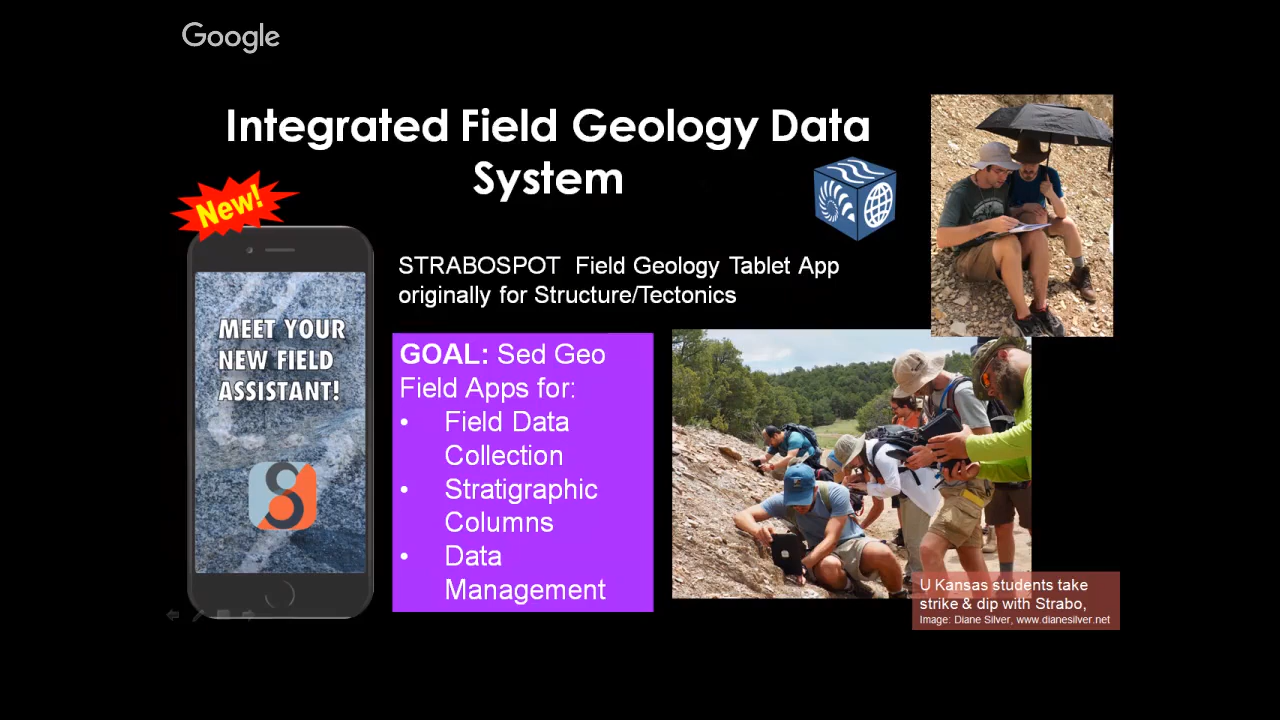 Google
Integrated Field Geology Data
System
New!
STRABOSPOT Field Geology Tablet App
originally for Structure/Tectonics
MEET YOUR
NEW FIELD
ASSISTANT!
S
GOAL: Sed Geo
Field Apps for:
• Field Data
Collection
• Stratigraphic
Columns
• Data
Management
U Kansas students take
strike & dip with Strabo,
Image: Diane Silver, www.dianesilver.net